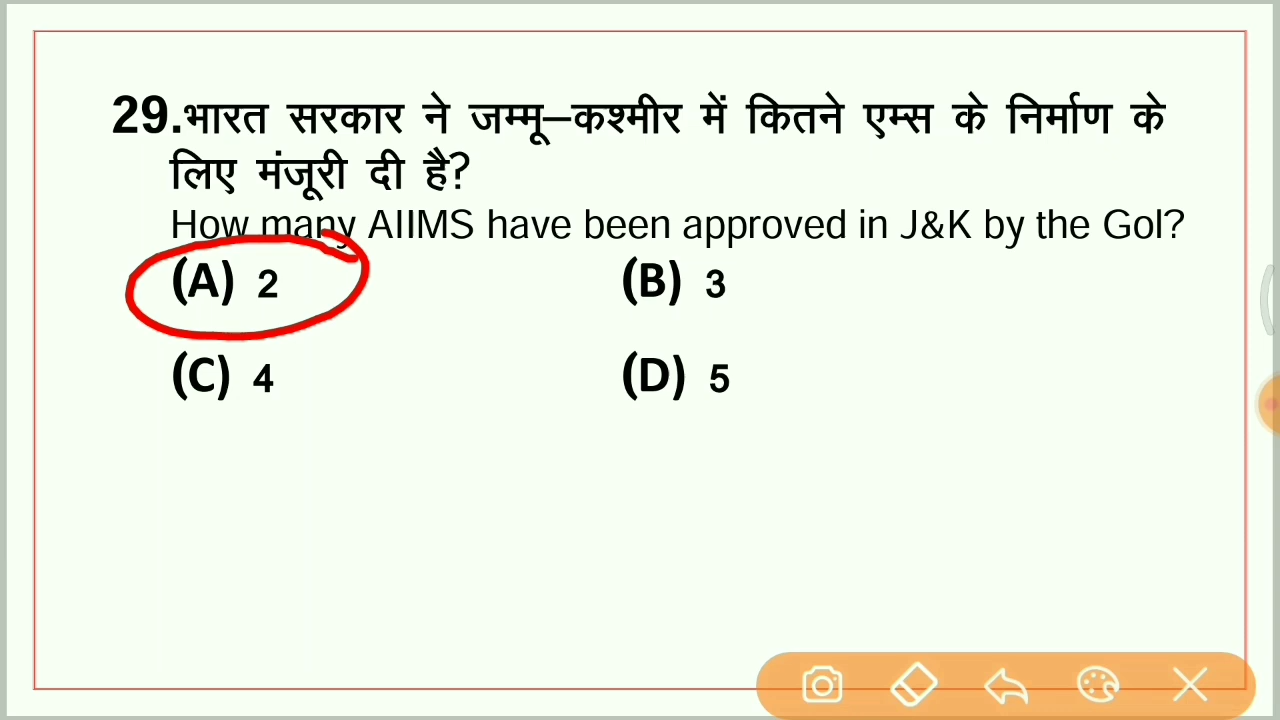 29.भारत सरकार ने जम्मू–कश्मीर में कितने एम्स के निर्माण के
लिए मंजूरी दी है?
How many AIIMS have been approved in J&K by the GoI?
(A) 2 (B) 3
(C) 4 (D) 5